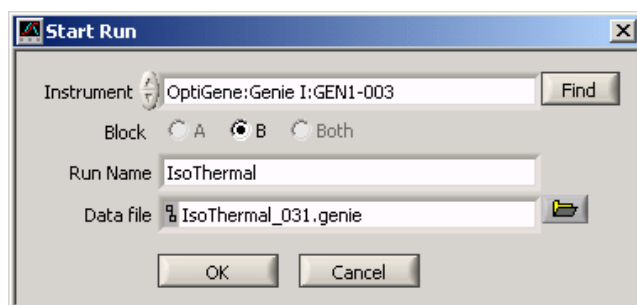 Start Run
Instrument OptiGene:Genie I:GEN1-003 Find
Block A B Both
Run Name IsoThermal
Data file IsoThermal_031.genie
OK Cancel